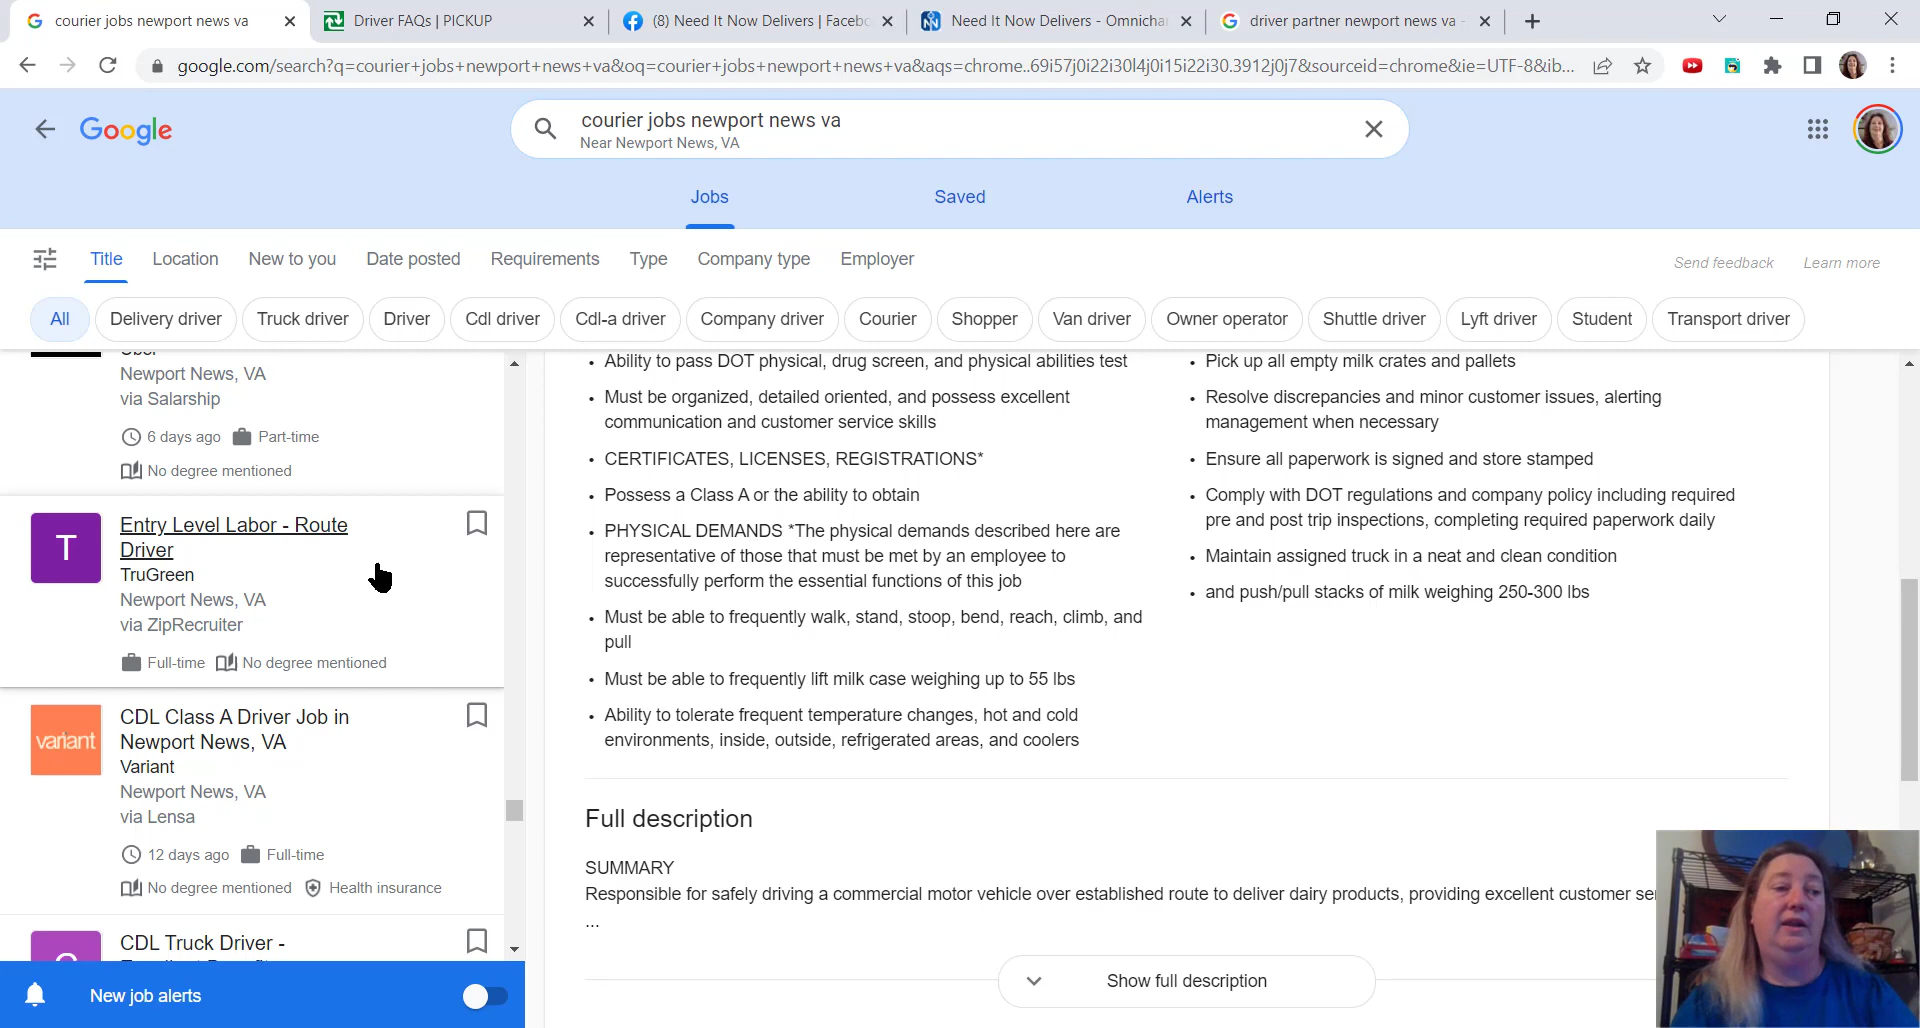 courier jobs newport news va
Driver FAQs | PICKUP
(8) Need It Now Delivers | Facebo
Need It Now Delivers - Omnichan
driver partner newport news va -
google.com/search?q=courier+jobs+newport+news+va&oq=courier+jobs+newport+news+va&aqs=chrome..69i57j0i22i30l4j0i15i22i30.3912j0j7&sourceid=chrome&ie=UTF-8&ib...
Google
courier jobs newport news va
Near Newport News, VA
Jobs
Saved
Alerts
Title
Location
New to you
Date posted
Requirements
Type
Company type
Employer
Send feedback
Learn more
All
Delivery driver
Truck driver
Driver
Cdl driver
Cdl-a driver
Company driver
Courier
Shopper
Van driver
Owner operator
Shuttle driver
Lyft driver
Student
Transport driver
Newport News, VA
via Salarship
6 days ago Part-time
No degree mentioned
T
Entry Level Labor - Route
Driver
TruGreen
Newport News, VA
via ZipRecruiter
Full-time No degree mentioned
variant
CDL Class A Driver Job in
Newport News, VA
Variant
Newport News, VA
via Lensa
12 days ago Full-time
No degree mentioned Health insurance
CDL Truck Driver -
New job alerts
• Ability to pass DOT physical, drug screen, and physical abilities test
• Must be organized, detailed oriented, and possess excellent
communication and customer service skills
• CERTIFICATES, LICENSES, REGISTRATIONS*
• Possess a Class A or the ability to obtain
• PHYSICAL DEMANDS *The physical demands described here are
representative of those that must be met by an employee to
successfully perform the essential functions of this job
• Must be able to frequently walk, stand, stoop, bend, reach, climb, and
pull
• Must be able to frequently lift milk case weighing up to 55 lbs
• Ability to tolerate frequent temperature changes, hot and cold
environments, inside, outside, refrigerated areas, and coolers
• Pick up all empty milk crates and pallets
• Resolve discrepancies and minor customer issues, alerting
management when necessary
• Ensure all paperwork is signed and store stamped
• Comply with DOT regulations and company policy including required
pre and post trip inspections, completing required paperwork daily
• Maintain assigned truck in a neat and clean condition
• and push/pull stacks of milk weighing 250-300 lbs
Full description
SUMMARY
Responsible for safely driving a commercial motor vehicle over established route to deliver dairy products, providing excellent customer se
...
Show full description